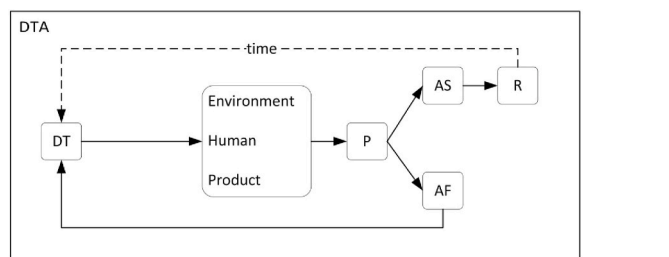 DTA
time
AS
R
Environment
DT
Human
P
Product
AF